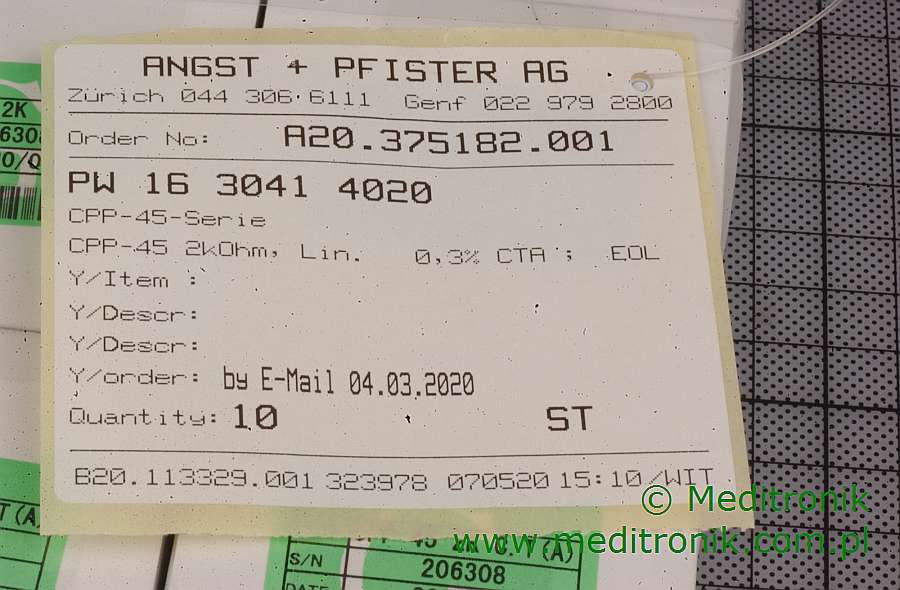 ANGST + PFISTER AG
Zürich 044 306 6111 Genf 022 979 2800
Order No: A20.375182.001
PW 16 3041 4020
CPP-45-Serie
CPP-45 2kOhm, Lin. 0,3% CTA ; EOL
Y/Item :
Y/Descr:
Y/Descr:
Y/order: by E-Mail 04.03.2020
Quantity: 10 ST
B20.113329.001 323978 070520 15:10/WIT
© Meditronik
www.meditronik.com.pl
2K
T(A)
S/N 206308
DATE